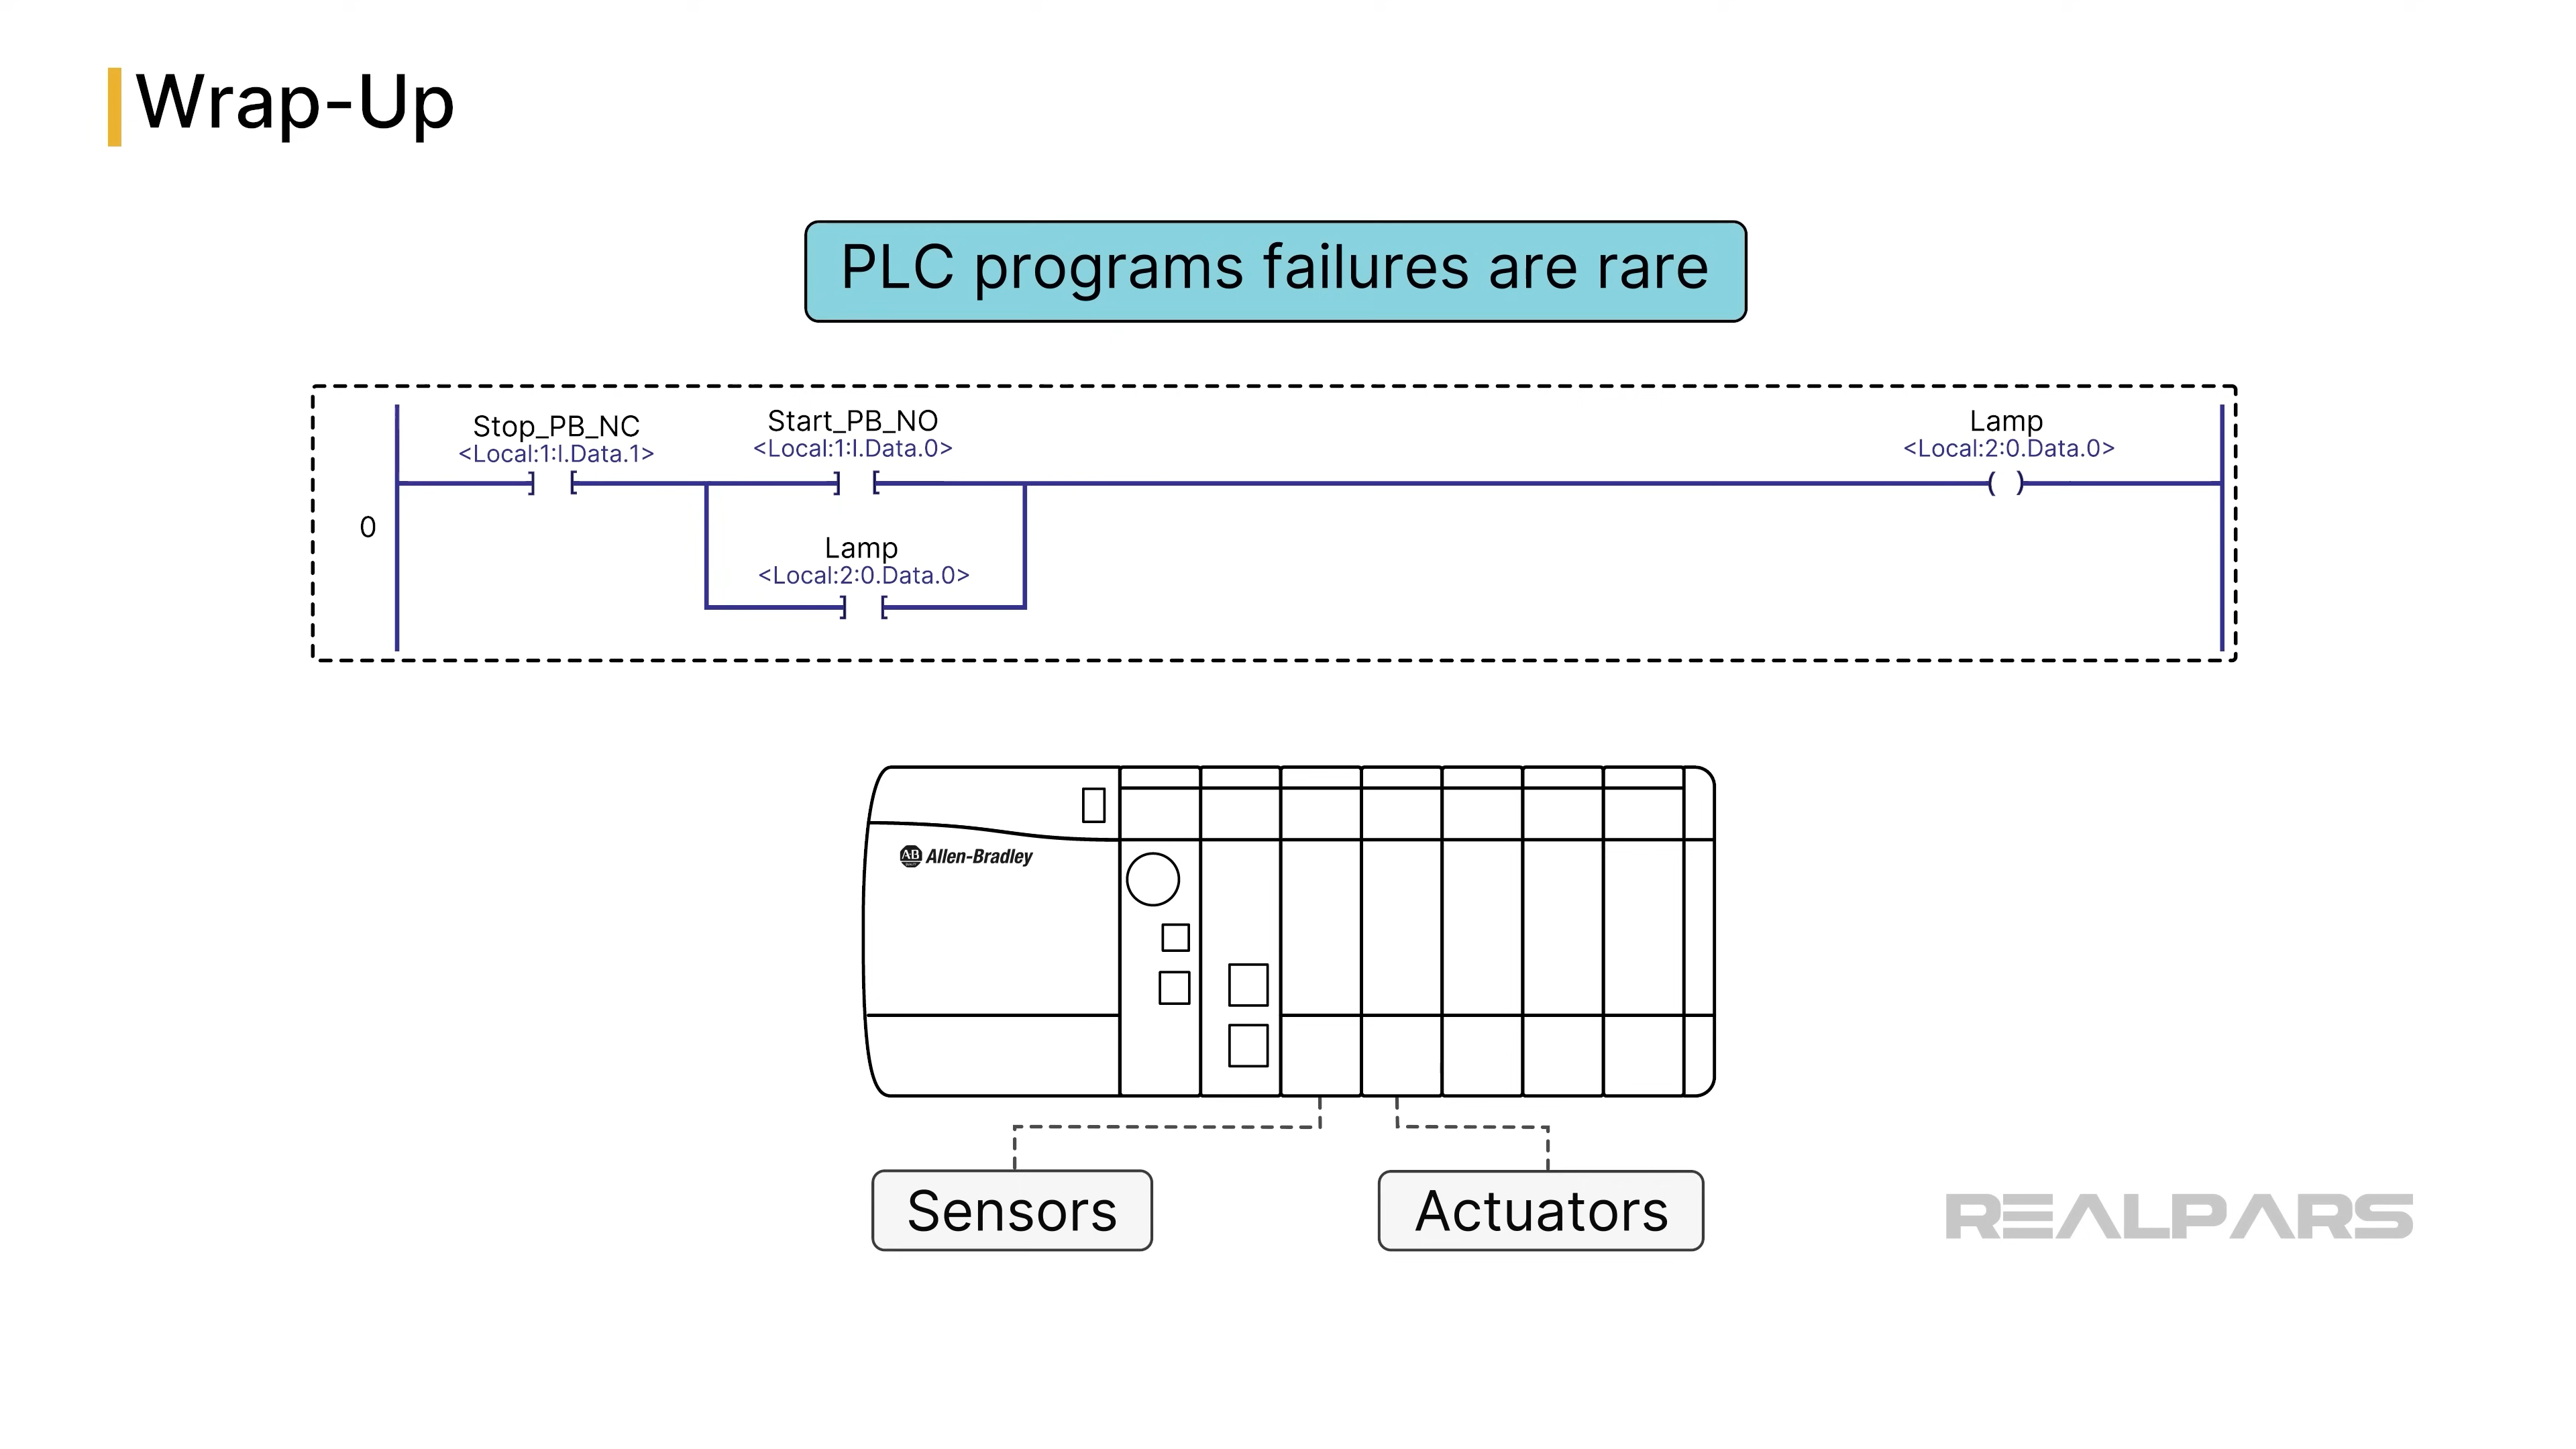 Wrap-Up
PLC programs failures are rare
Stop_PB_NC
<Local:1:I.Data.1>
Start_PB_NO
<Local:1:I.Data.0>
Lamp
<Local:2:0.Data.0>
0
Lamp
<Local:2:0.Data.0>
AB Allen-Bradley
Sensors
Actuators
REALPARS